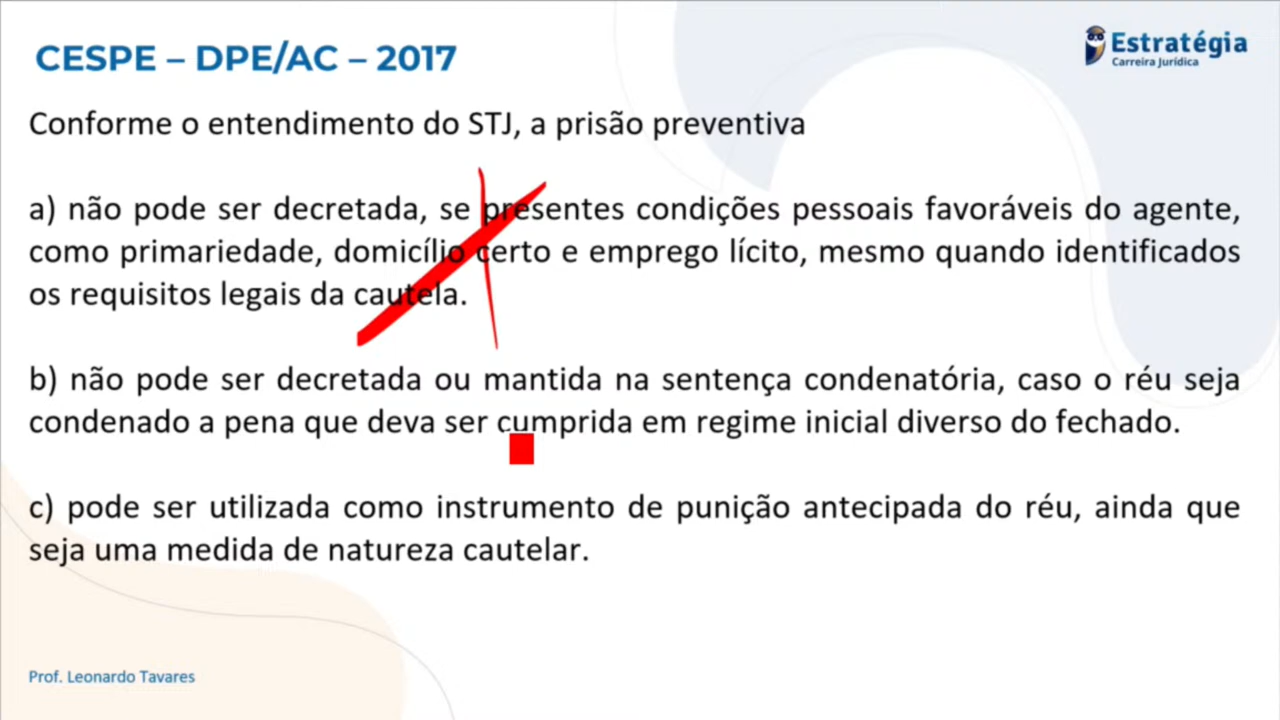 CESPE – DPE/AC – 2017
Estratégia
Carreira Jurídica
Conforme o entendimento do STJ, a prisão preventiva
a) não pode ser decretada, se presentes condições pessoais favoráveis do agente,
como primariedade, domicílio certo e emprego lícito, mesmo quando identificados
os requisitos legais da cautela.
b) não pode ser decretada ou mantida na sentença condenatória, caso o réu seja
condenado a pena que deva ser cumprida em regime inicial diverso do fechado.
c) pode ser utilizada como instrumento de punição antecipada do réu, ainda que
seja uma medida de natureza cautelar.
Prof. Leonardo Tavares